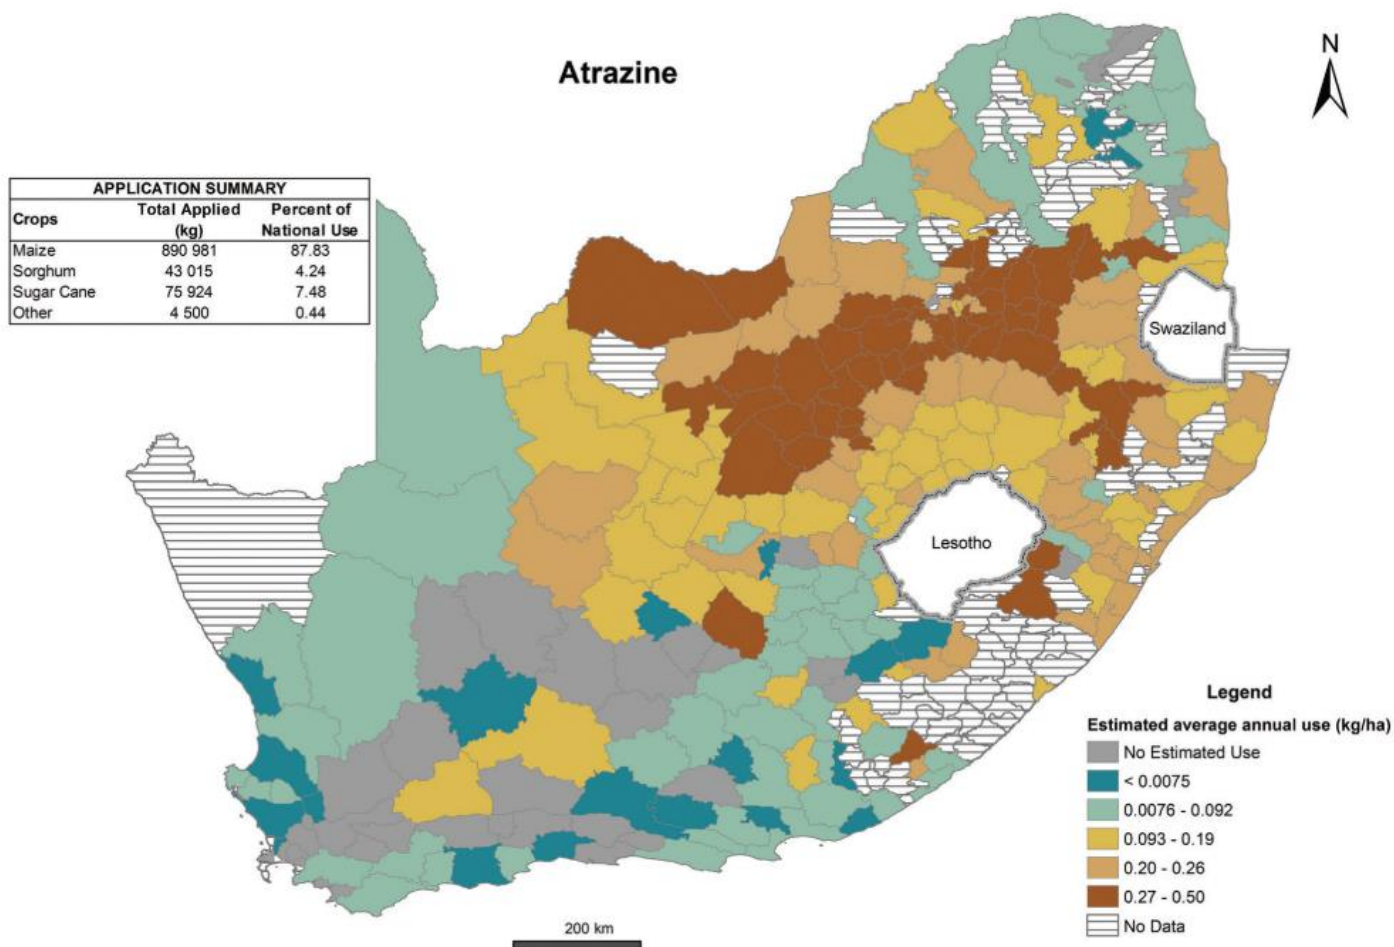 Atrazine
N
APPLICATION SUMMARY
Crops Total Applied (kg) Percent of National Use
Maize 890 981 87.83
Sorghum 43 015 4.24
Sugar Cane 75 924 7.48
Other 4 500 0.44
Swaziland
Lesotho
Legend
Estimated average annual use (kg/ha)
No Estimated Use
< 0.0075
0.0076 - 0.092
0.093 - 0.19
0.20 - 0.26
0.27 - 0.50
No Data
200 km